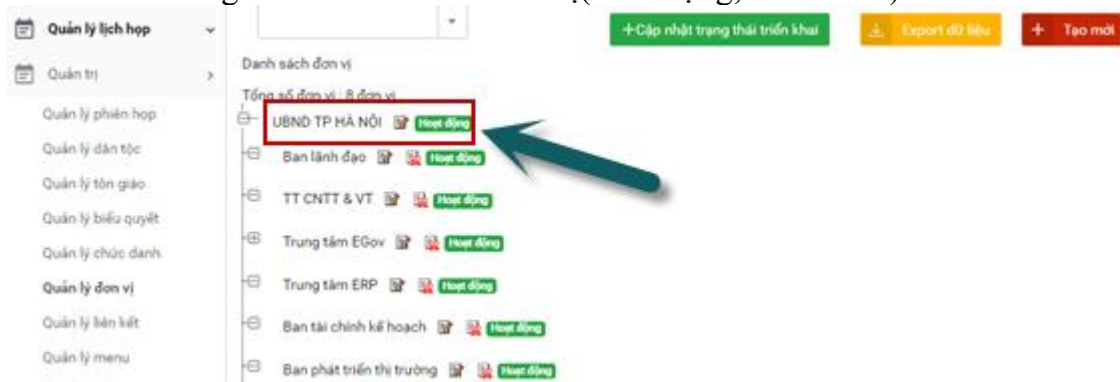 Quản lý lịch họp
Quản trị
Quản lý phiên họp
Quản lý dân tộc
Quản lý tôn giáo
Quản lý biểu quyết
Quản lý chức danh
Quản lý đơn vị
Quản lý liên kết
Quản lý menu
+Cập nhật trạng thái triển khai
Export dữ liệu
+ Tạo mới
Danh sách đơn vị
Tổng số đơn vị : 8 đơn vị
UBND TP HÀ NỘI Hoạt động
Ban lãnh đạo Hoạt động
TT CNTT & VT Hoạt động
Trung tâm EGov Hoạt động
Trung tâm ERP Hoạt động
Ban tài chính kế hoạch Hoạt động
Ban phát triển thị trường Hoạt động